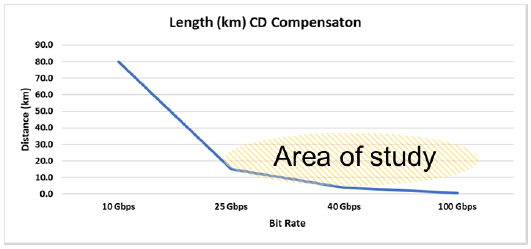 Length (km) CD Compensaton
90.0
80.0
70.0
60.0
50.0
40.0
30.0
20.0
10.0
0.0
Distance (km)
Area of study
10 Gbps 25 Gbps 40 Gbps 100 Gbps
Bit Rate